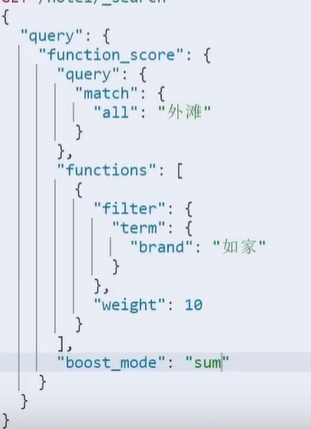 GET /hotel/_search
{
  "query": {
    "function_score": {
      "query": {
        "match": {
          "all": "外滩"
        }
      },
      "functions": [
        {
          "filter": {
            "term": {
              "brand": "如家"
            }
          },
          "weight": 10
        }
      ],
      "boost_mode": "sum"
    }
  }
}